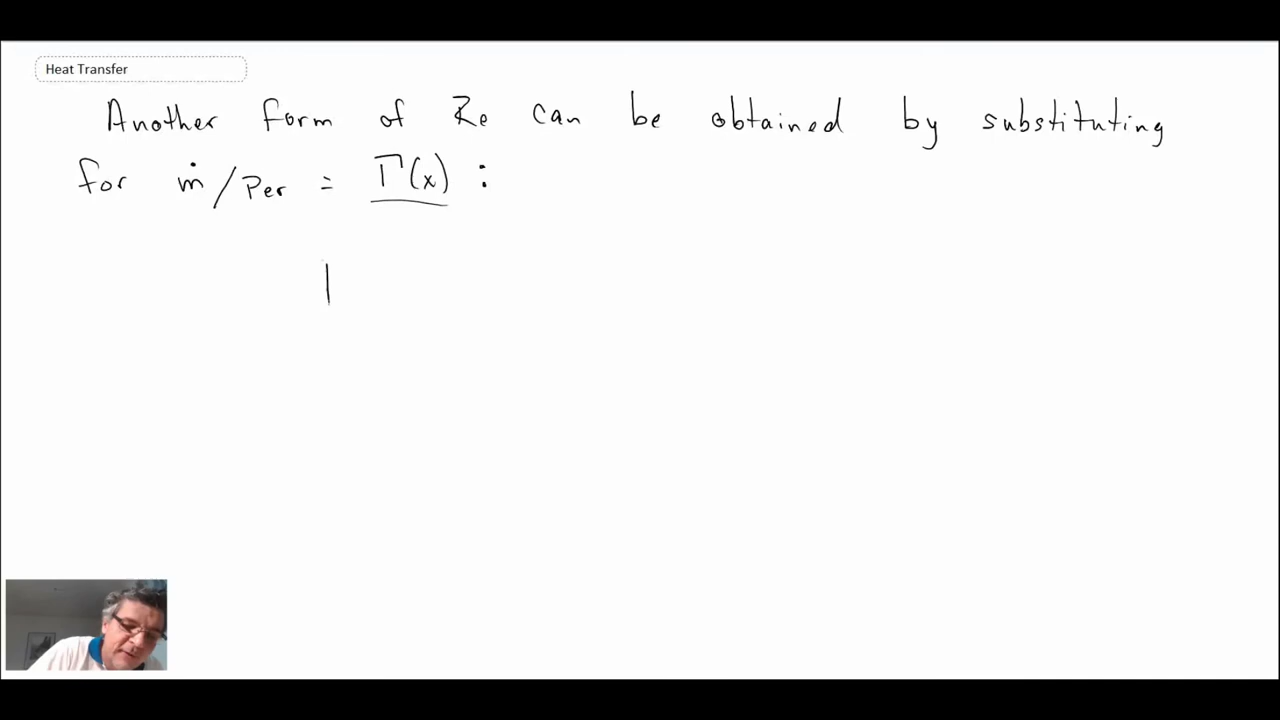 Heat Transfer
Another form of Re can be obtained by substituting
for ṁ/Per = Γ(x) :